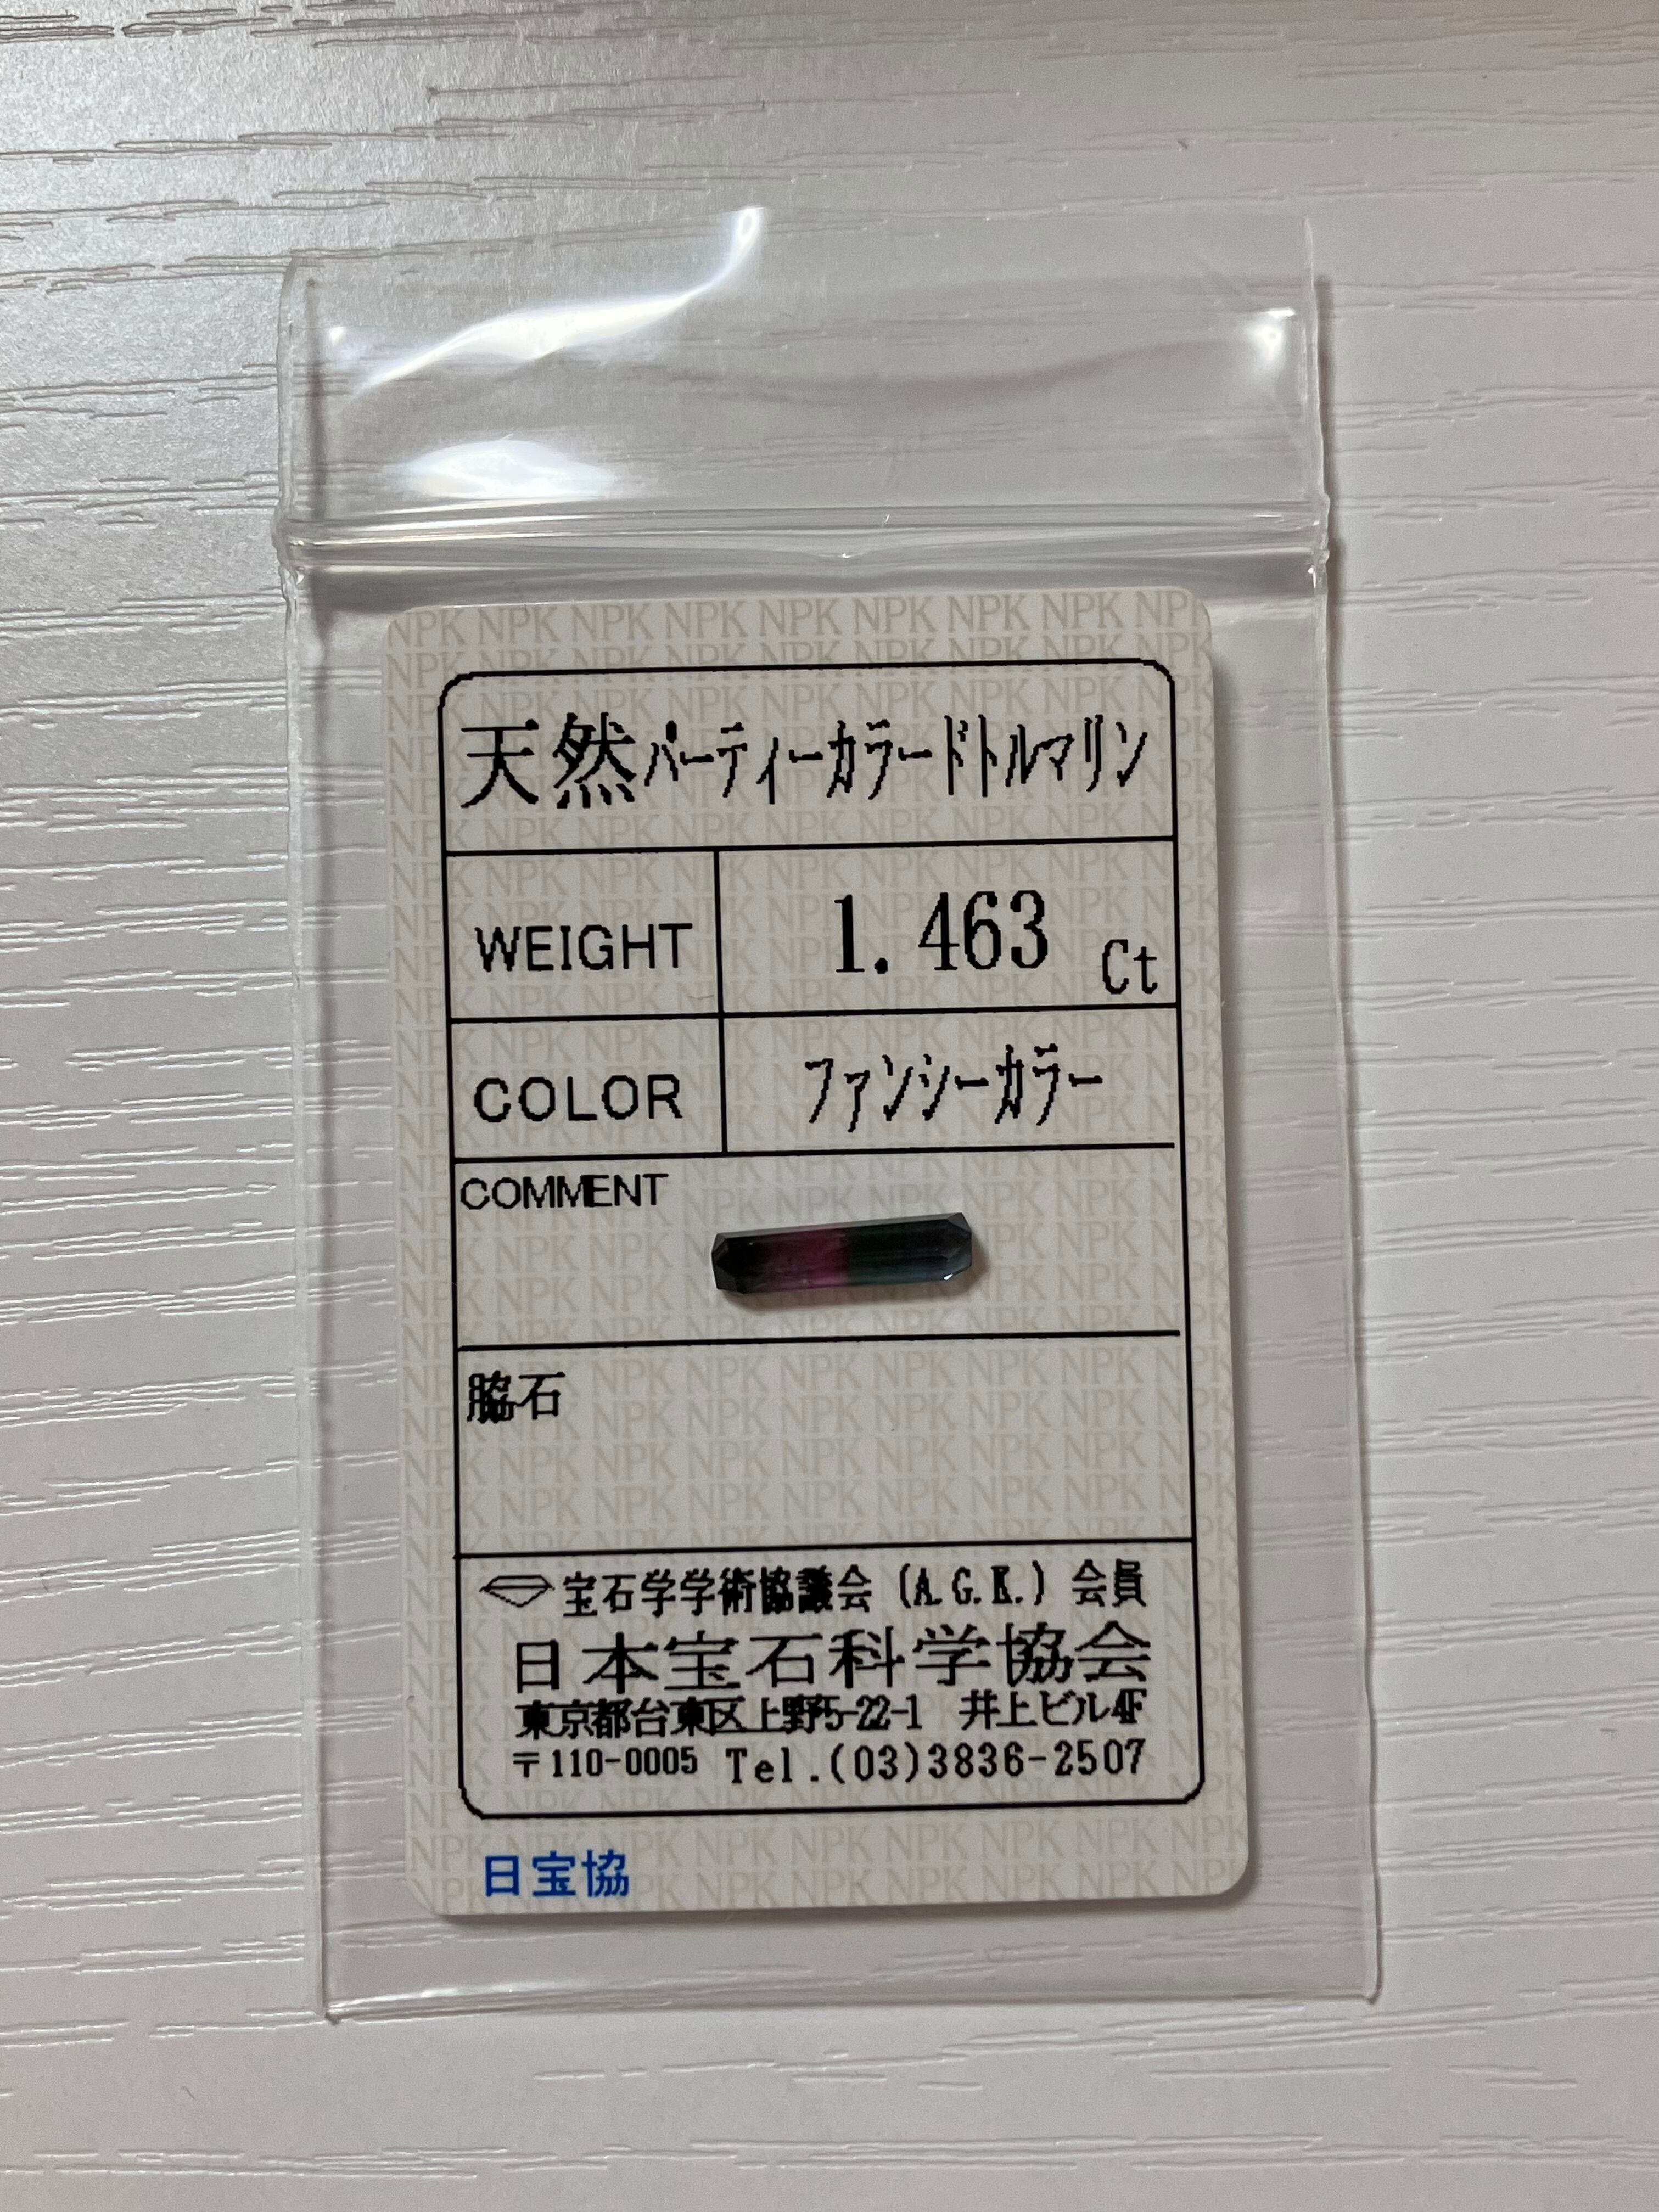 天然パーティーカラードトルマリン
WEIGHT 1.463 Ct
COLOR ファンシーカラー
COMMENT
脇石
宝石学学術協議会 (A.G.K.) 会員
日本宝石科学協会
東京都台東区上野5-22-1 井上ビル4F
〒110-0005 Tel.(03)3836-2507
日宝協